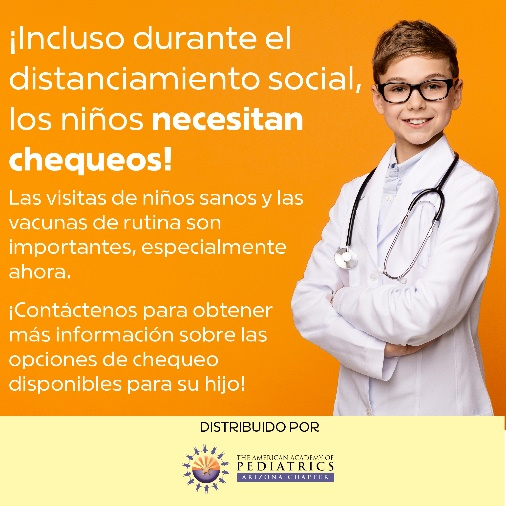 ¡Incluso durante el
distanciamiento social,
los niños necesitan
chequeos!
Las visitas de niños sanos y las
vacunas de rutina son
importantes, especialmente
ahora.
¡Contáctenos para obtener
más información sobre las
opciones de chequeo
disponibles para su hijo!
DISTRIBUIDO POR
THE AMERICAN ACADEMY OF
PEDIATRICS
ARIZONA CHAPTER